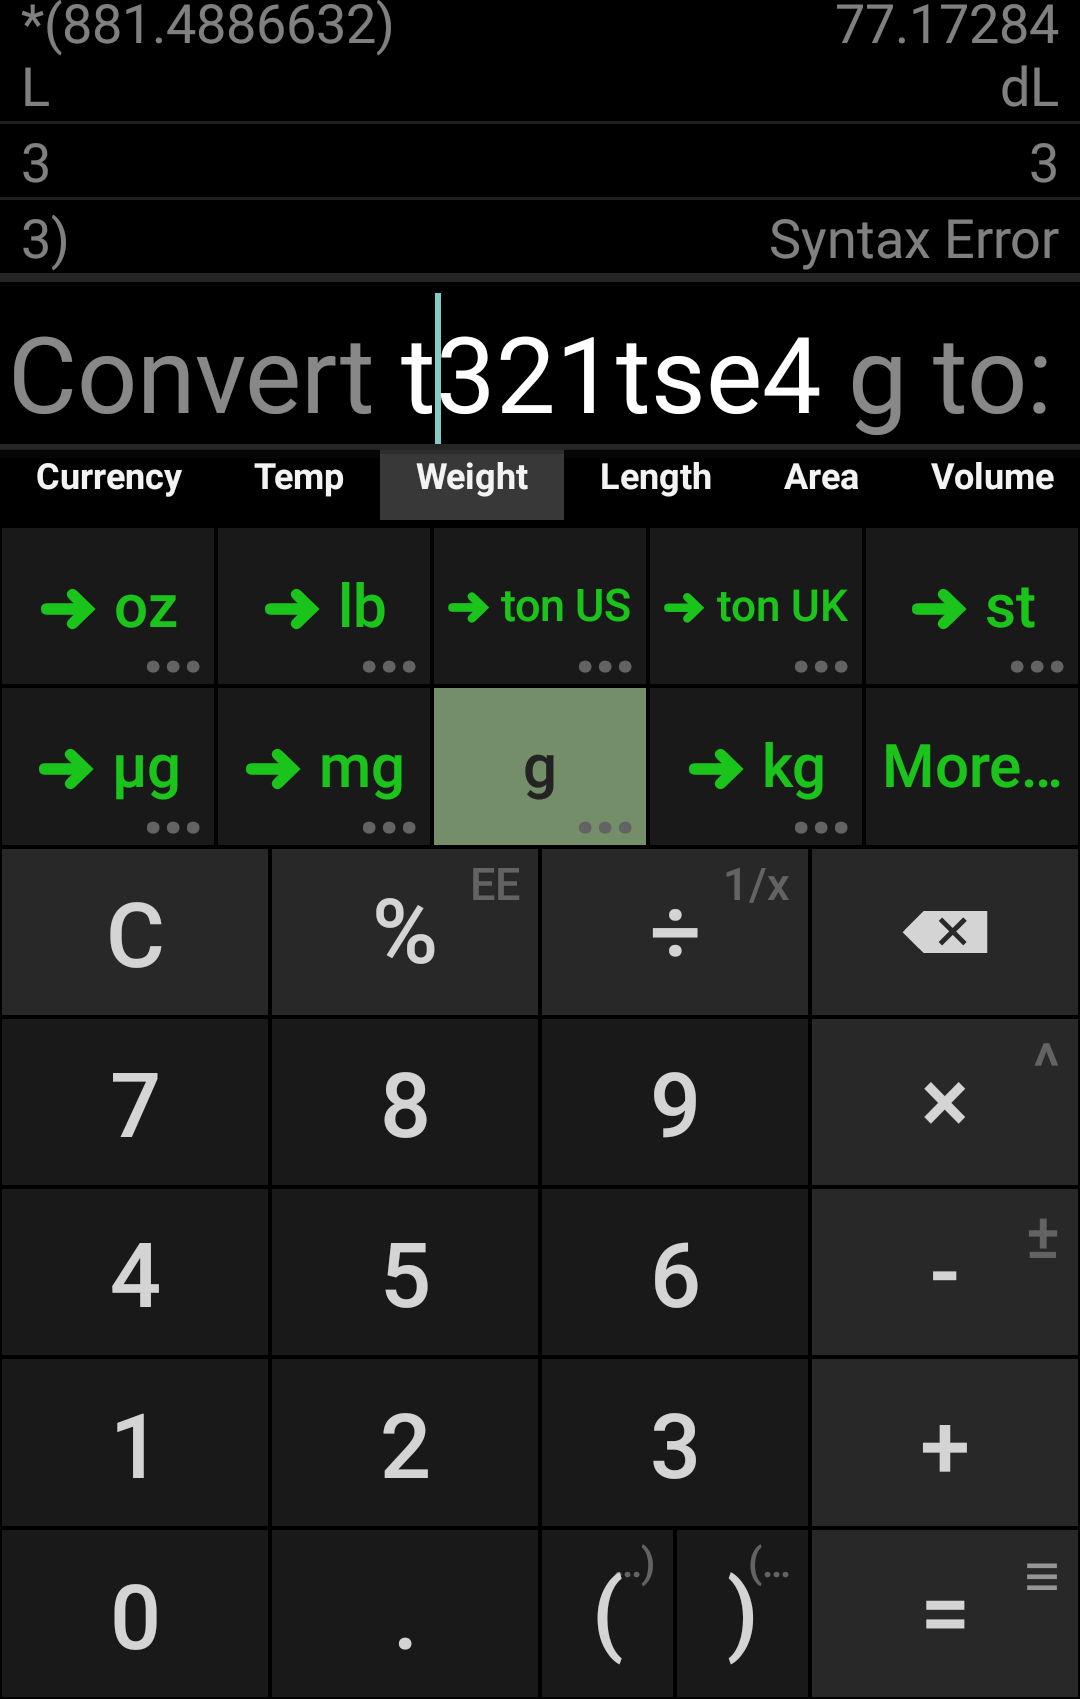 *(881.4886632) 77.17284
L dL
3 3
3) Syntax Error
Convert t321tse4 g to:
Currency Temp Weight Length Area Volume
→ oz → lb → ton US → ton UK → st
→ µg → mg g → kg More...
C % EE ÷ 1/x
7 8 9 × ^
4 5 6 - ±
1 2 3 +
0 . ( ..) ) (... =